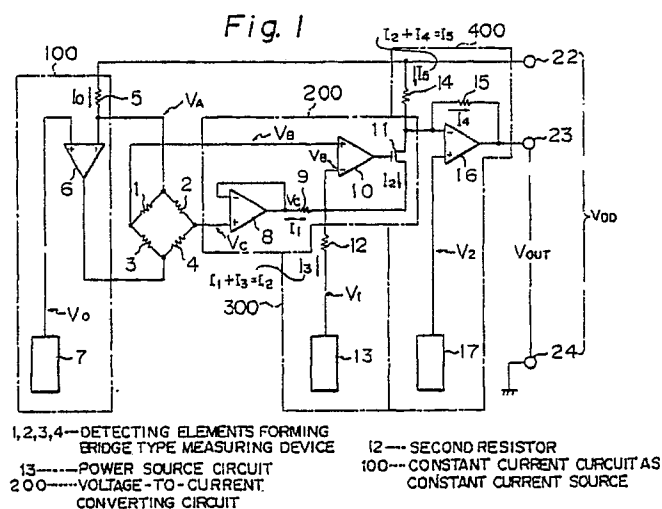 Fig. 1
I2+I4=I5
100
400
22
I0
5
VA
200
I5
14
15
I4
VB
11
23
6
VB
10
I2
16
1
2
9
VC
I1
VDD
8
12
3
4
VC
V2
VOUT
I1+I3=I2
I3
300
V1
V0
7
13
17
24
1,2,3,4---DETECTING ELEMENTS FORMING
BRIDGE TYPE MEASURING DEVICE
13------POWER SOURCE CIRCUIT
200-----VOLTAGE-TO-CURRENT
CONVERTING CIRCUIT
12---SECOND RESISTOR
100---CONSTANT CURRENT CURCUIT AS
CONSTANT CURRENT SOURCE